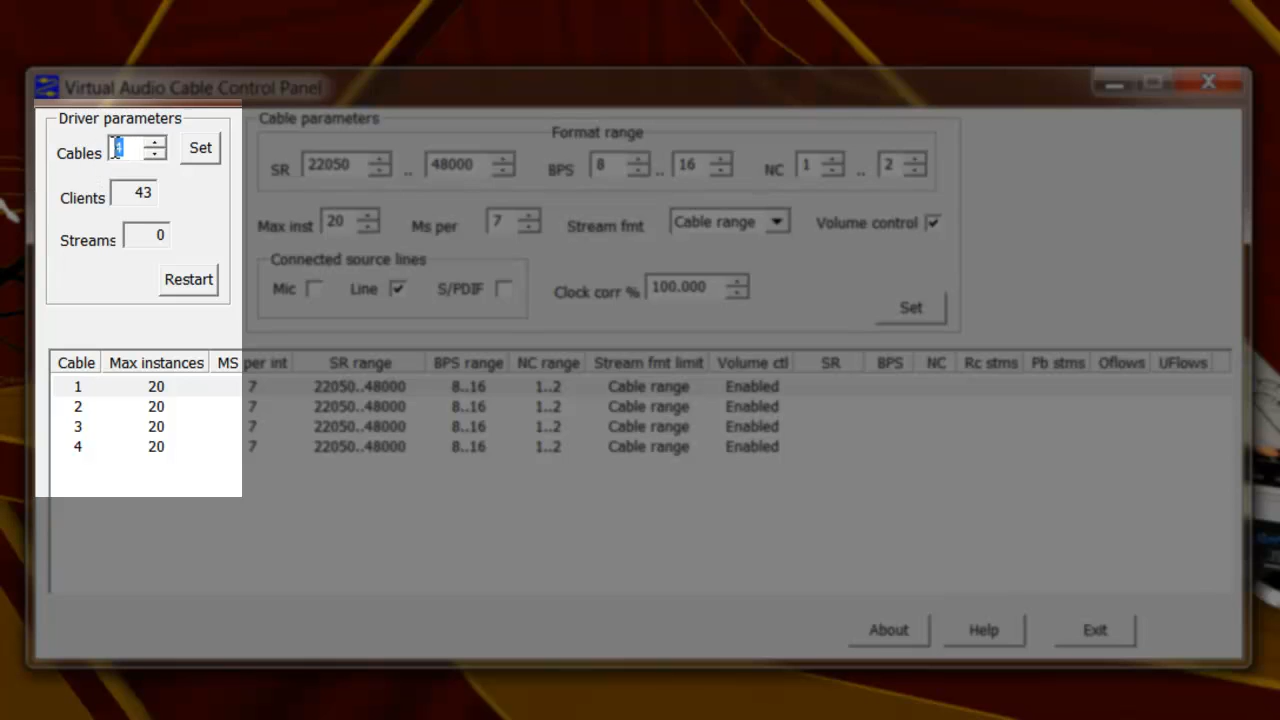 Virtual Audio Cable Control Panel
Driver parameters
Cables 4 Set
Clients 43
Streams 0
Restart
Cable parameters
Format range
SR 22050 .. 48000 BPS 8 .. 16 NC 1 .. 2
Max inst 20 Ms per 7 Stream fmt Cable range Volume control
Connected source lines
Mic Line S/PDIF Clock corr % 100.000
Set
Cable Max instances MS per int SR range BPS range NC range Stream fmt limit Volume ctl SR BPS NC Rc stms Pb stms Oflows UFlows
1 20 7 22050..48000 8..16 1..2 Cable range Enabled
2 20 7 22050..48000 8..16 1..2 Cable range Enabled
3 20 7 22050..48000 8..16 1..2 Cable range Enabled
4 20 7 22050..48000 8..16 1..2 Cable range Enabled
About Help Exit